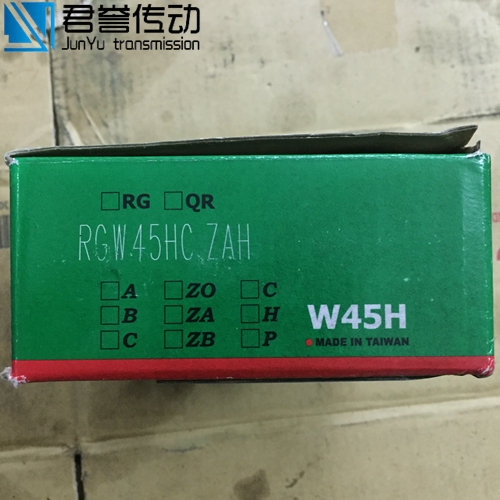 君誉传动
JunYu transmission
RG QR
RGW45HC ZAH
A ZO C
B ZA H
C ZB P
W45H
MADE IN TAIWAN